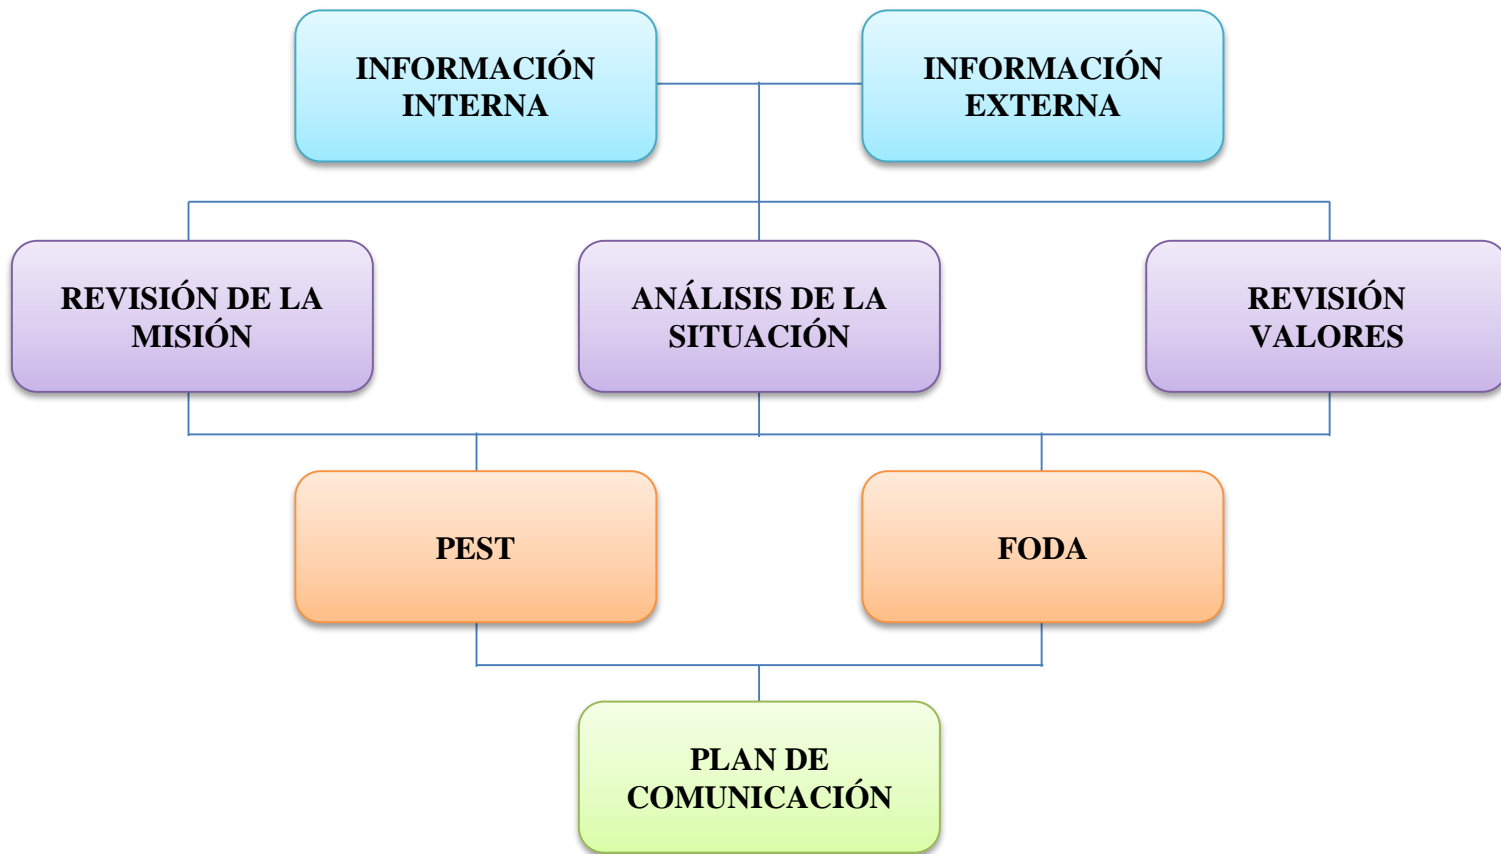 INFORMACIÓN
INTERNA
INFORMACIÓN
EXTERNA
REVISIÓN DE LA
MISIÓN
ANÁLISIS DE LA
SITUACIÓN
REVISIÓN
VALORES
PEST
FODA
PLAN DE
COMUNICACIÓN